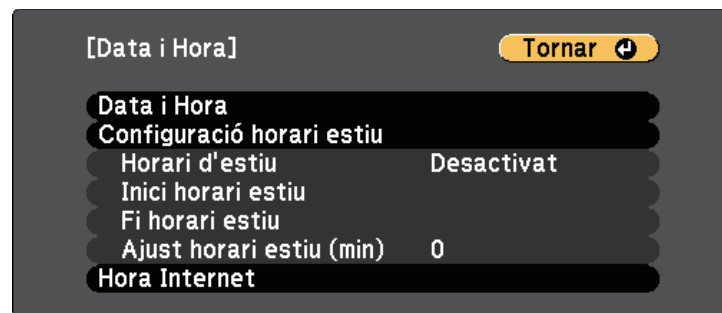 [Data i Hora] Tornar
Data i Hora
Configuració horari estiu
Horari d'estiu Desactivat
Inici horari estiu
Fi horari estiu
Ajust horari estiu (min) 0
Hora Internet